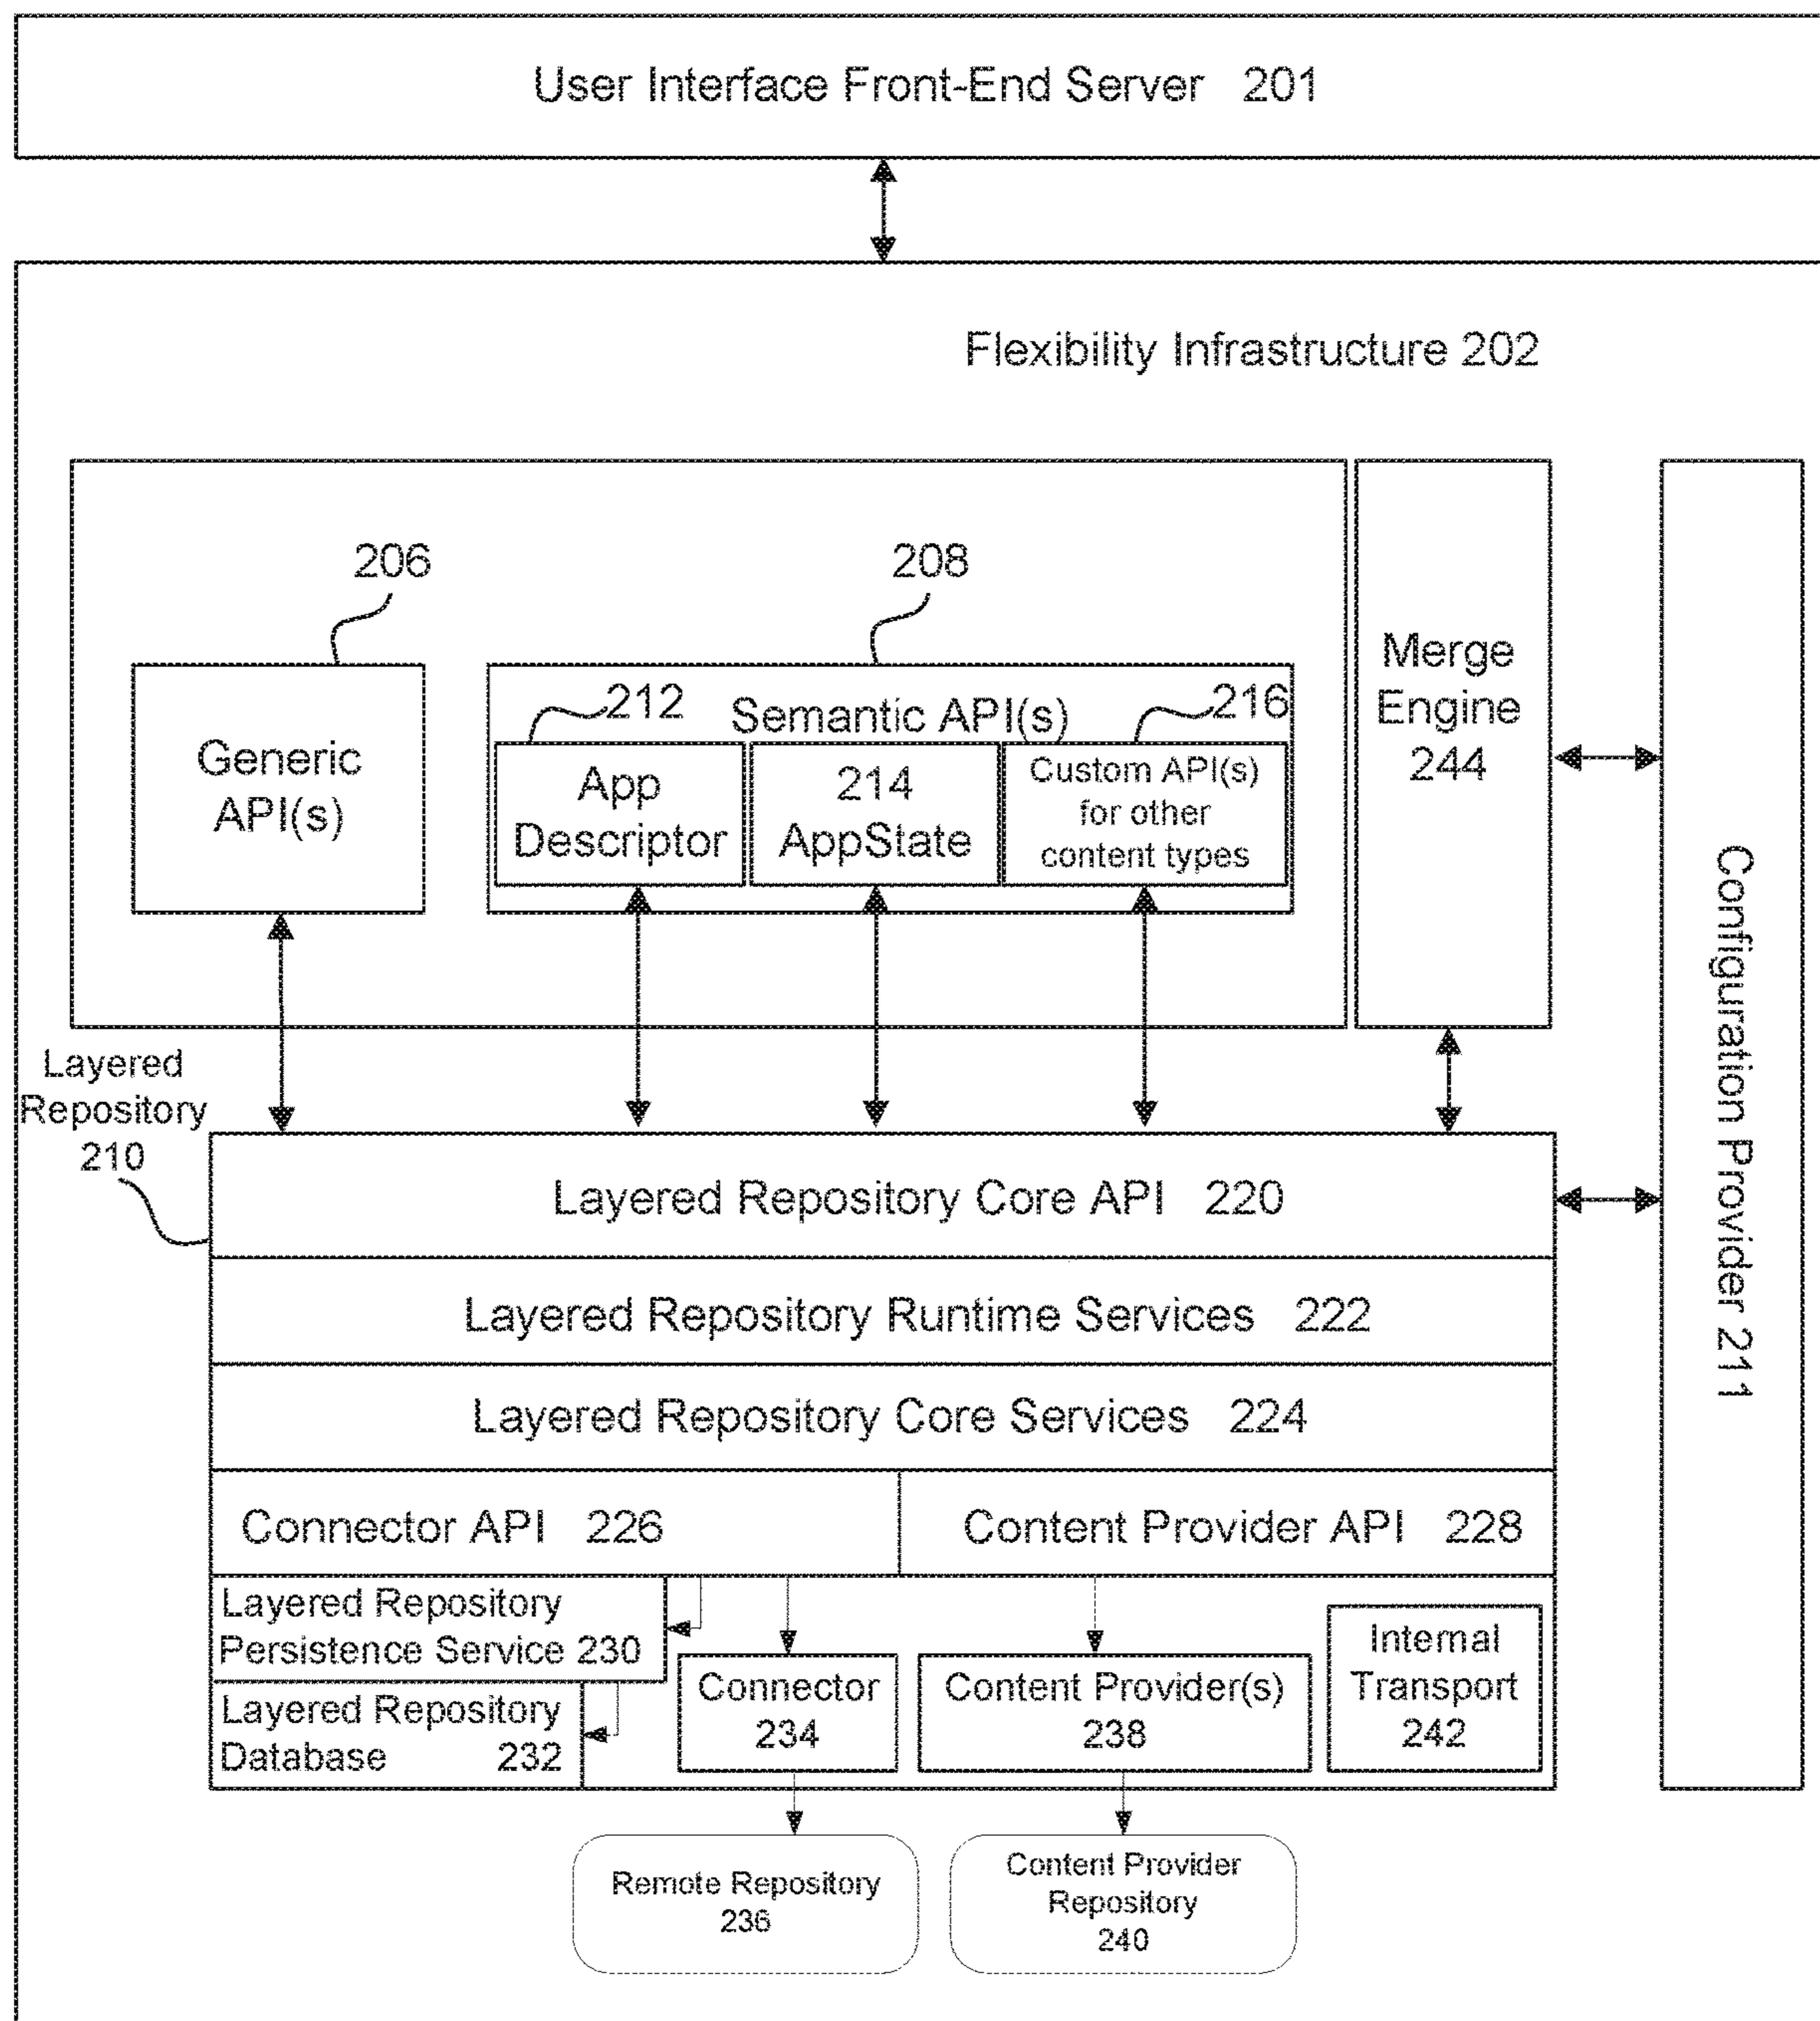 User Interface Front-End Server 201
Flexibility Infrastructure 202
206
208
Generic
API(s)
Semantic API(s)
212
216
App
Descriptor
214
AppState
Custom API(s)
for other
content types
Merge
Engine
244
Configuration Provider 211
Layered
Repository
210
Layered Repository Core API 220
Layered Repository Runtime Services 222
Layered Repository Core Services 224
Connector API 226
Content Provider API 228
Layered Repository
Persistence Service 230
Layered Repository
Database 232
Connector
234
Content Provider(s)
238
Internal
Transport
242
Remote Repository
236
Content Provider
Repository
240